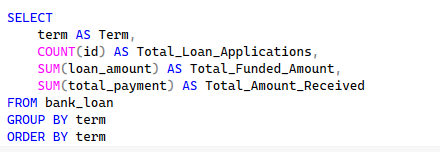 SELECT
    term AS Term,
    COUNT(id) AS Total_Loan_Applications,
    SUM(loan_amount) AS Total_Funded_Amount,
    SUM(total_payment) AS Total_Amount_Received
FROM bank_loan
GROUP BY term
ORDER BY term